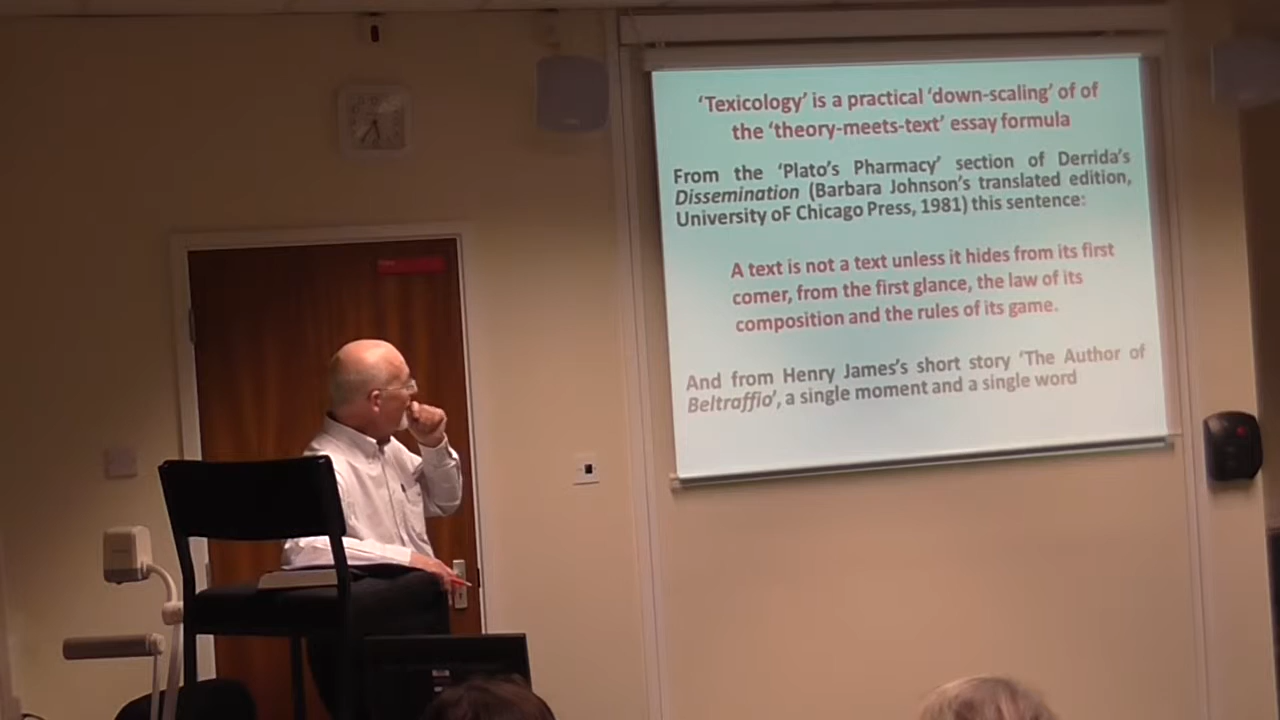 ‘Texicology’ is a practical ‘down-scaling’ of of
the ‘theory-meets-text’ essay formula
From the ‘Plato’s Pharmacy’ section of Derrida’s
Dissemination (Barbara Johnson’s translated edition,
University oF Chicago Press, 1981) this sentence:
A text is not a text unless it hides from its first
comer, from the first glance, the law of its
composition and the rules of its game.
And from Henry James’s short story ‘The Author of
Beltraffio’, a single moment and a single word